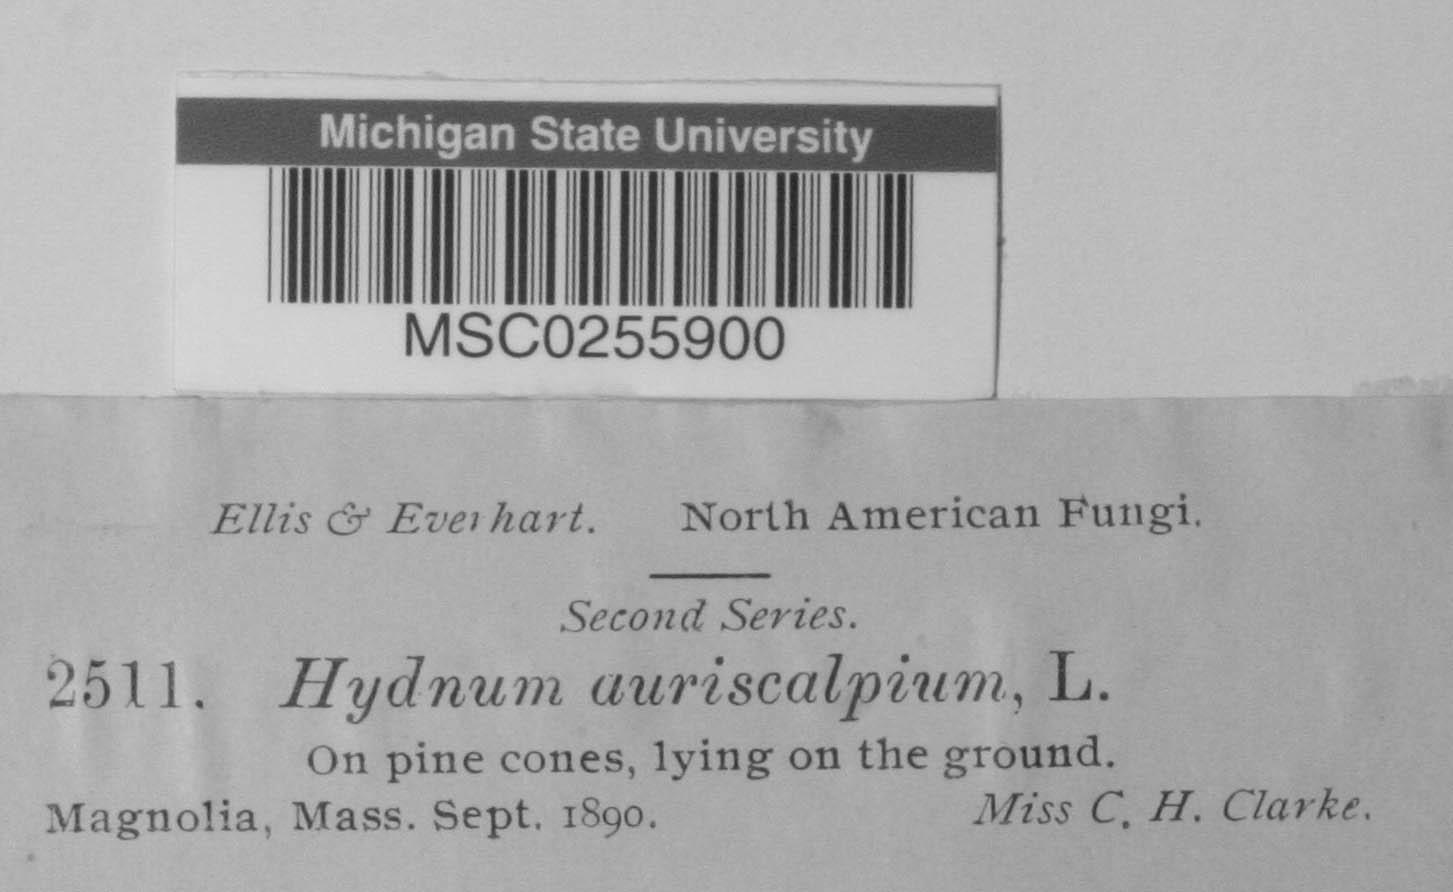 Michigan State University
MSC0255900
Ellis & Everhart. North American Fungi.
Second Series.
2511. Hydnum auriscalpium, L.
On pine cones, lying on the ground.
Magnolia, Mass. Sept. 1890. Miss C. H. Clarke.